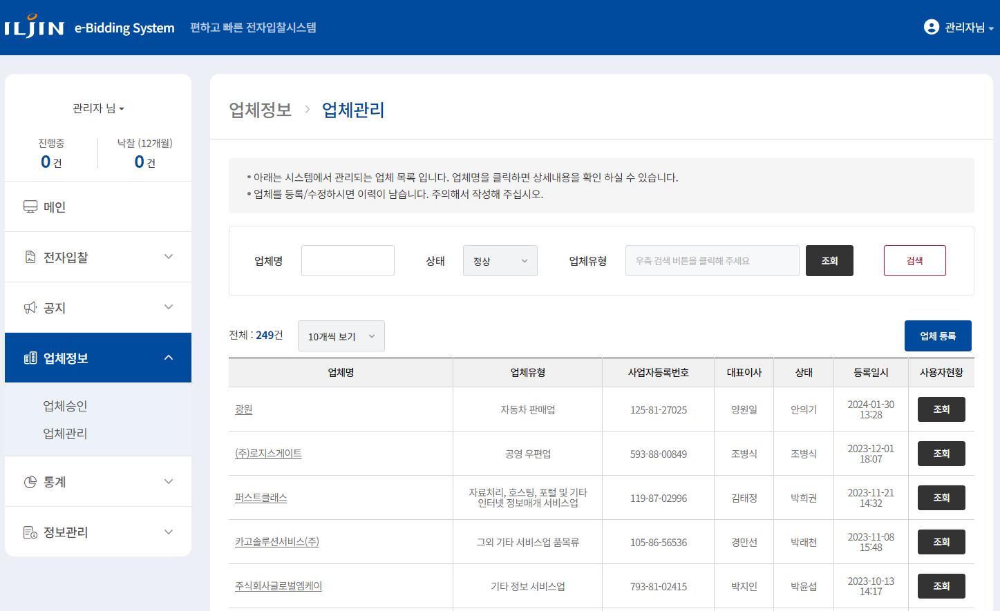 ILJIN e-Bidding System 편하고 빠른 전자입찰시스템 관리자님
관리자 님
진행중 낙찰 (12개월)
0 건 0 건
메인
전자입찰
공지
업체정보
업체승인
업체관리
통계
정보관리
업체정보 > 업체관리
• 아래는 시스템에서 관리되는 업체 목록 입니다. 업체명을 클릭하면 상세내용을 확인 하실 수 있습니다.
• 업체를 등록/수정하시면 이력이 남습니다. 주의해서 작성해 주십시오.
업체명 상태 정상 업체유형 우측 검색 버튼을 클릭해 주세요 조회 검색
전체 : 249건 10개씩 보기 업체 등록
업체명 업체유형 사업자등록번호 대표이사 상태 등록일시 사용자현황
광원 자동차 판매업 125-81-27025 양원일 안의기 2024-01-30 조회
13:28
(주)로지스게이트 공영 우편업 593-88-00849 조병식 조병식 2023-12-01 조회
18:07
퍼스트클래스 자료처리, 호스팅, 포털 및 기타 119-87-02996 김태정 박희권 2023-11-21 조회
인터넷 정보매개 서비스업 14:32
카고솔루션서비스(주) 그외 기타 서비스업 품목류 105-86-56536 경만선 박래천 2023-11-08 조회
15:48
주식회사글로벌엠케이 기타 정보 서비스업 793-81-02415 박지인 박윤섭 2023-10-13 조회
14:17